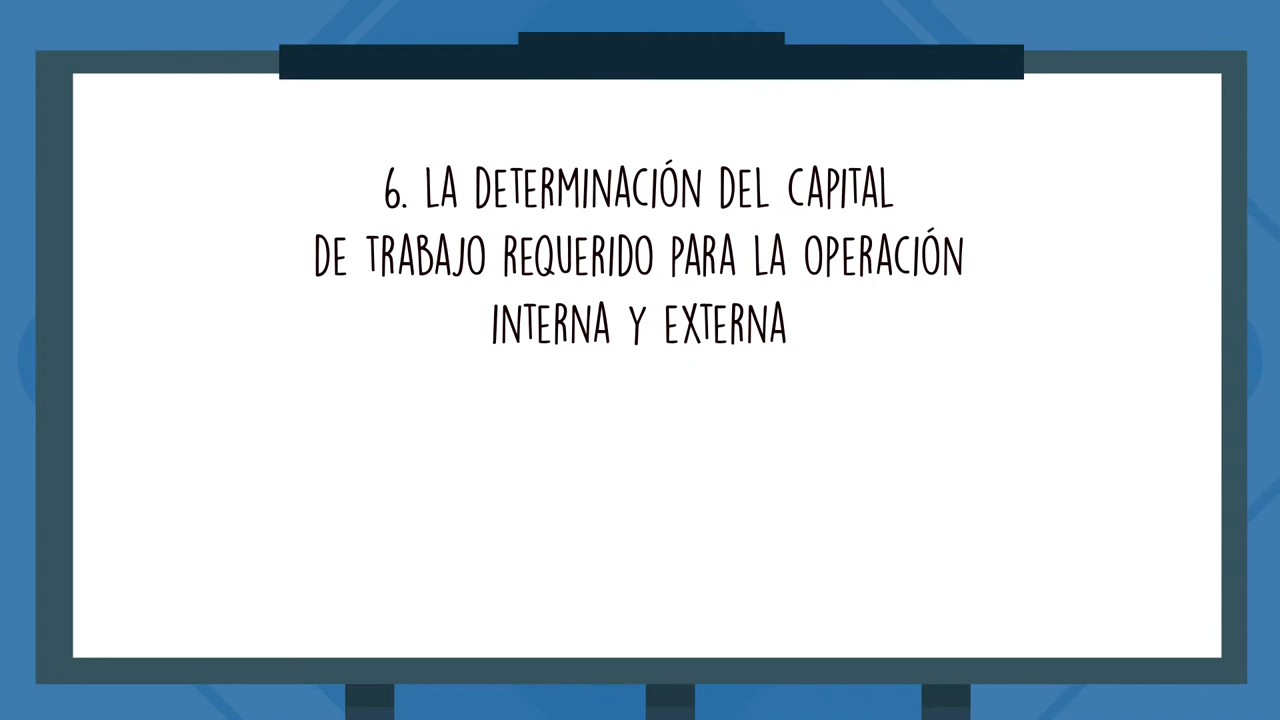 6. LA DETERMINACIÓN DEL CAPITAL
DE TRABAJO REQUERIDO PARA LA OPERACIÓN
INTERNA Y EXTERNA